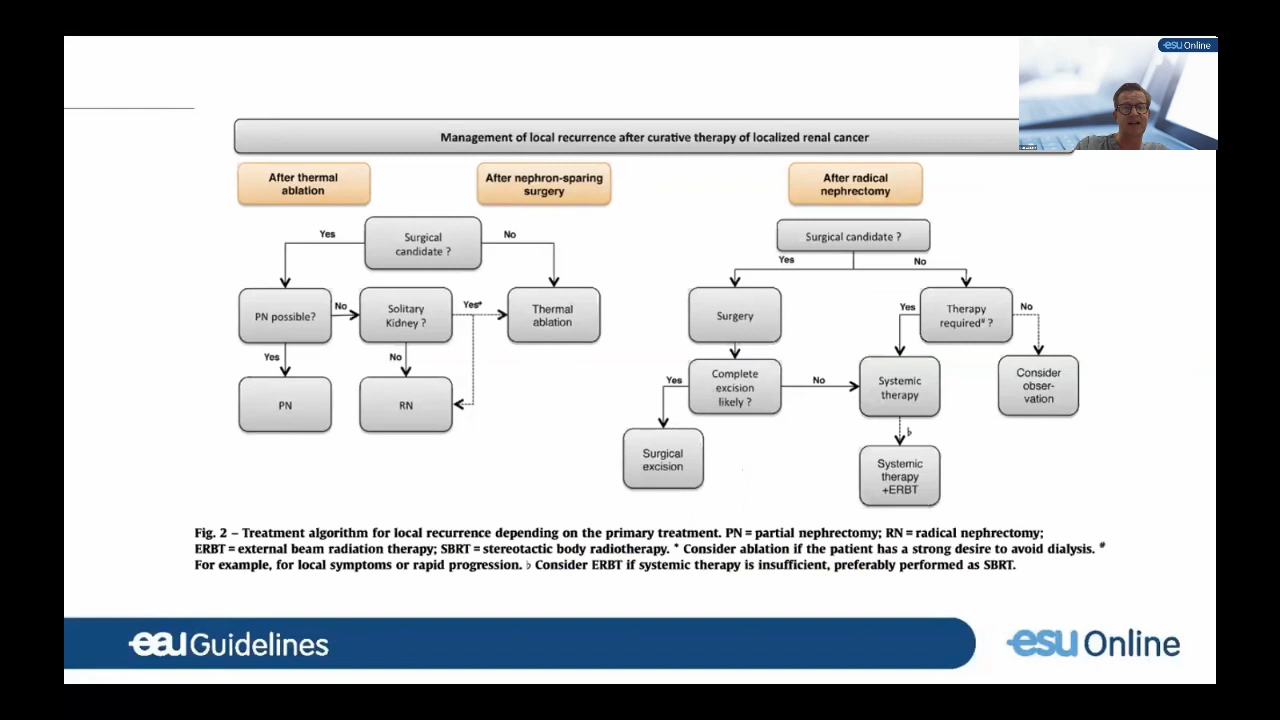 esu Online
Management of local recurrence after curative therapy of localized renal cancer
After thermal
ablation
After nephron-sparing
surgery
After radical
nephrectomy
Surgical
candidate ?
Yes
No
Surgical candidate ?
Yes
No
PN possible?
No
Solitary
Kidney ?
Yes*
Thermal
ablation
Surgery
Yes
Therapy
required# ?
No
Yes
No
PN
RN
Yes
Complete
excision
likely ?
No
Systemic
therapy
Consider
obser-
vation
♭
Surgical
excision
Systemic
therapy
+ERBT
Fig. 2 – Treatment algorithm for local recurrence depending on the primary treatment. PN = partial nephrectomy; RN = radical nephrectomy;
ERBT = external beam radiation therapy; SBRT = stereotactic body radiotherapy. * Consider ablation if the patient has a strong desire to avoid dialysis. #
For example, for local symptoms or rapid progression. ♭ Consider ERBT if systemic therapy is insufficient, preferably performed as SBRT.
eau Guidelines
esu Online